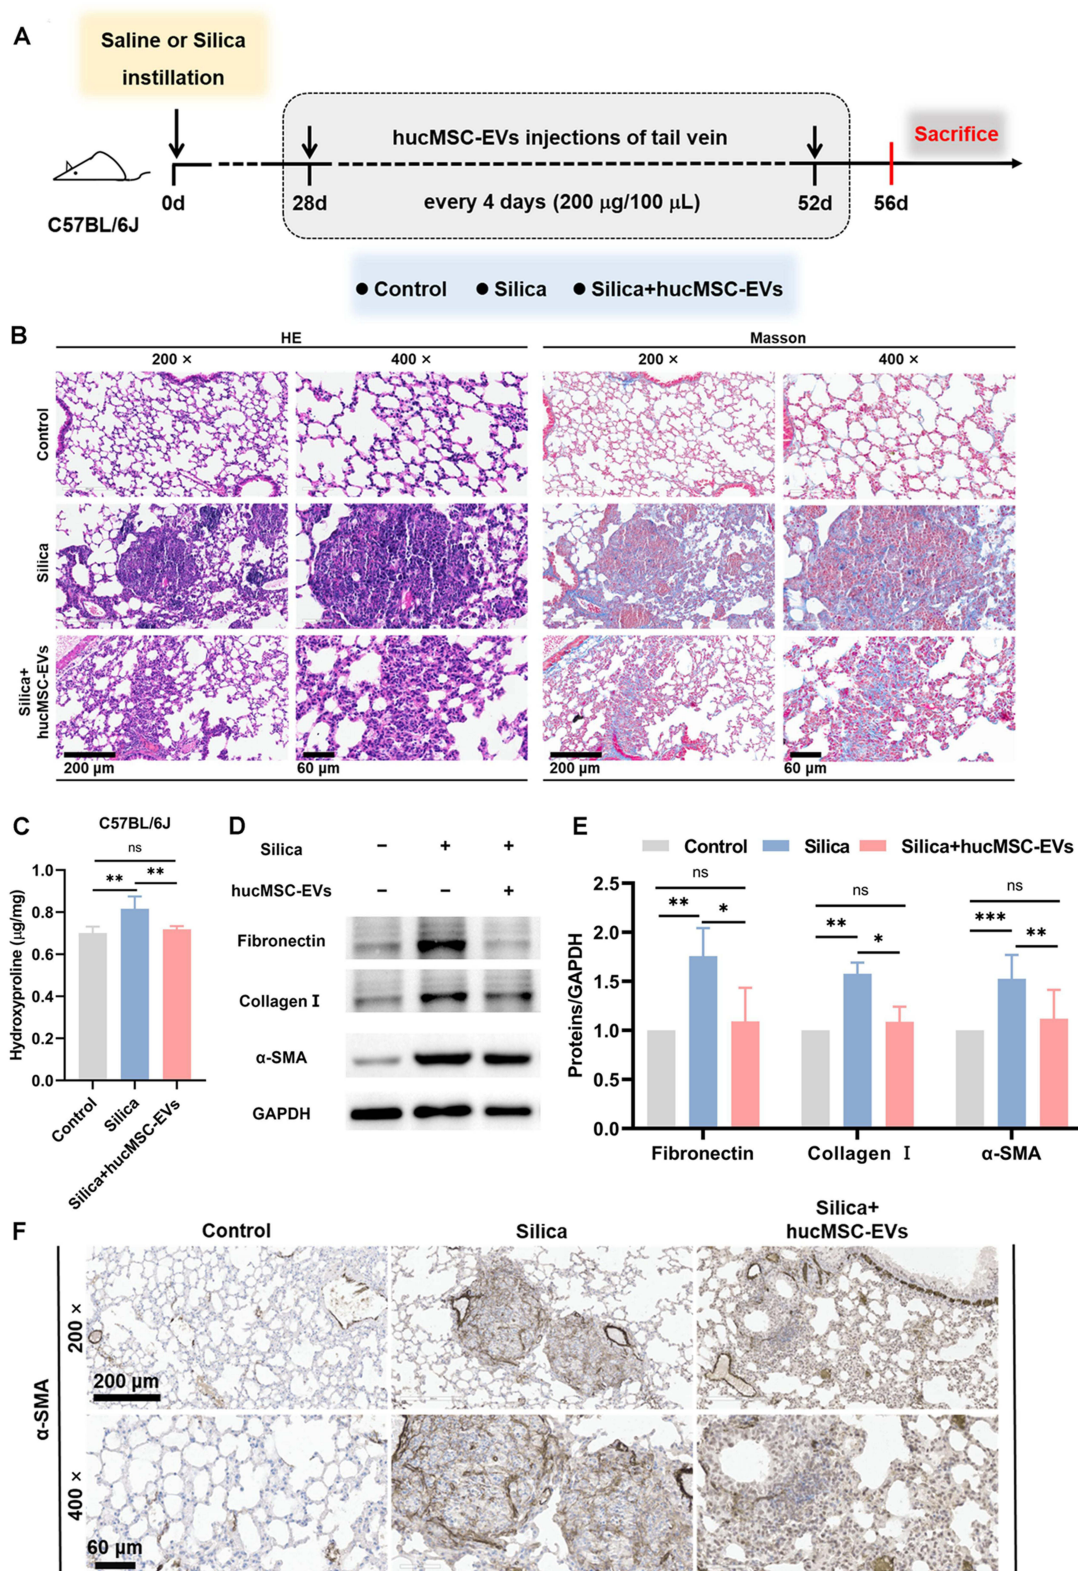 A
Saline or Silica
instillation
hucMSC-EVs injections of tail vein
Sacrifice
0d
28d
every 4 days (200 μg/100 μL)
52d
56d
C57BL/6J
● Control ● Silica ● Silica+hucMSC-EVs
B
HE
Masson
200 × 400 × 200 × 400 ×
Control
Silica
Silica+
hucMSC-EVs
200 μm 60 μm 200 μm 60 μm
C
C57BL/6J
ns
** **
Hydroxyproline (μg/mg)
1.0
0.8
0.6
0.4
0.2
0.0
Control
Silica
Silica+hucMSC-EVs
D
Silica − + +
hucMSC-EVs − − +
Fibronectin
Collagen Ⅰ
α-SMA
GAPDH
E
Control Silica Silica+hucMSC-EVs
Proteins/GAPDH
2.5
2.0
1.5
1.0
0.5
0.0
ns ns ns
** * ** * *** **
Fibronectin Collagen Ⅰ α-SMA
F
Control Silica Silica+
hucMSC-EVs
α-SMA
200 ×
200 μm
400 ×
60 μm